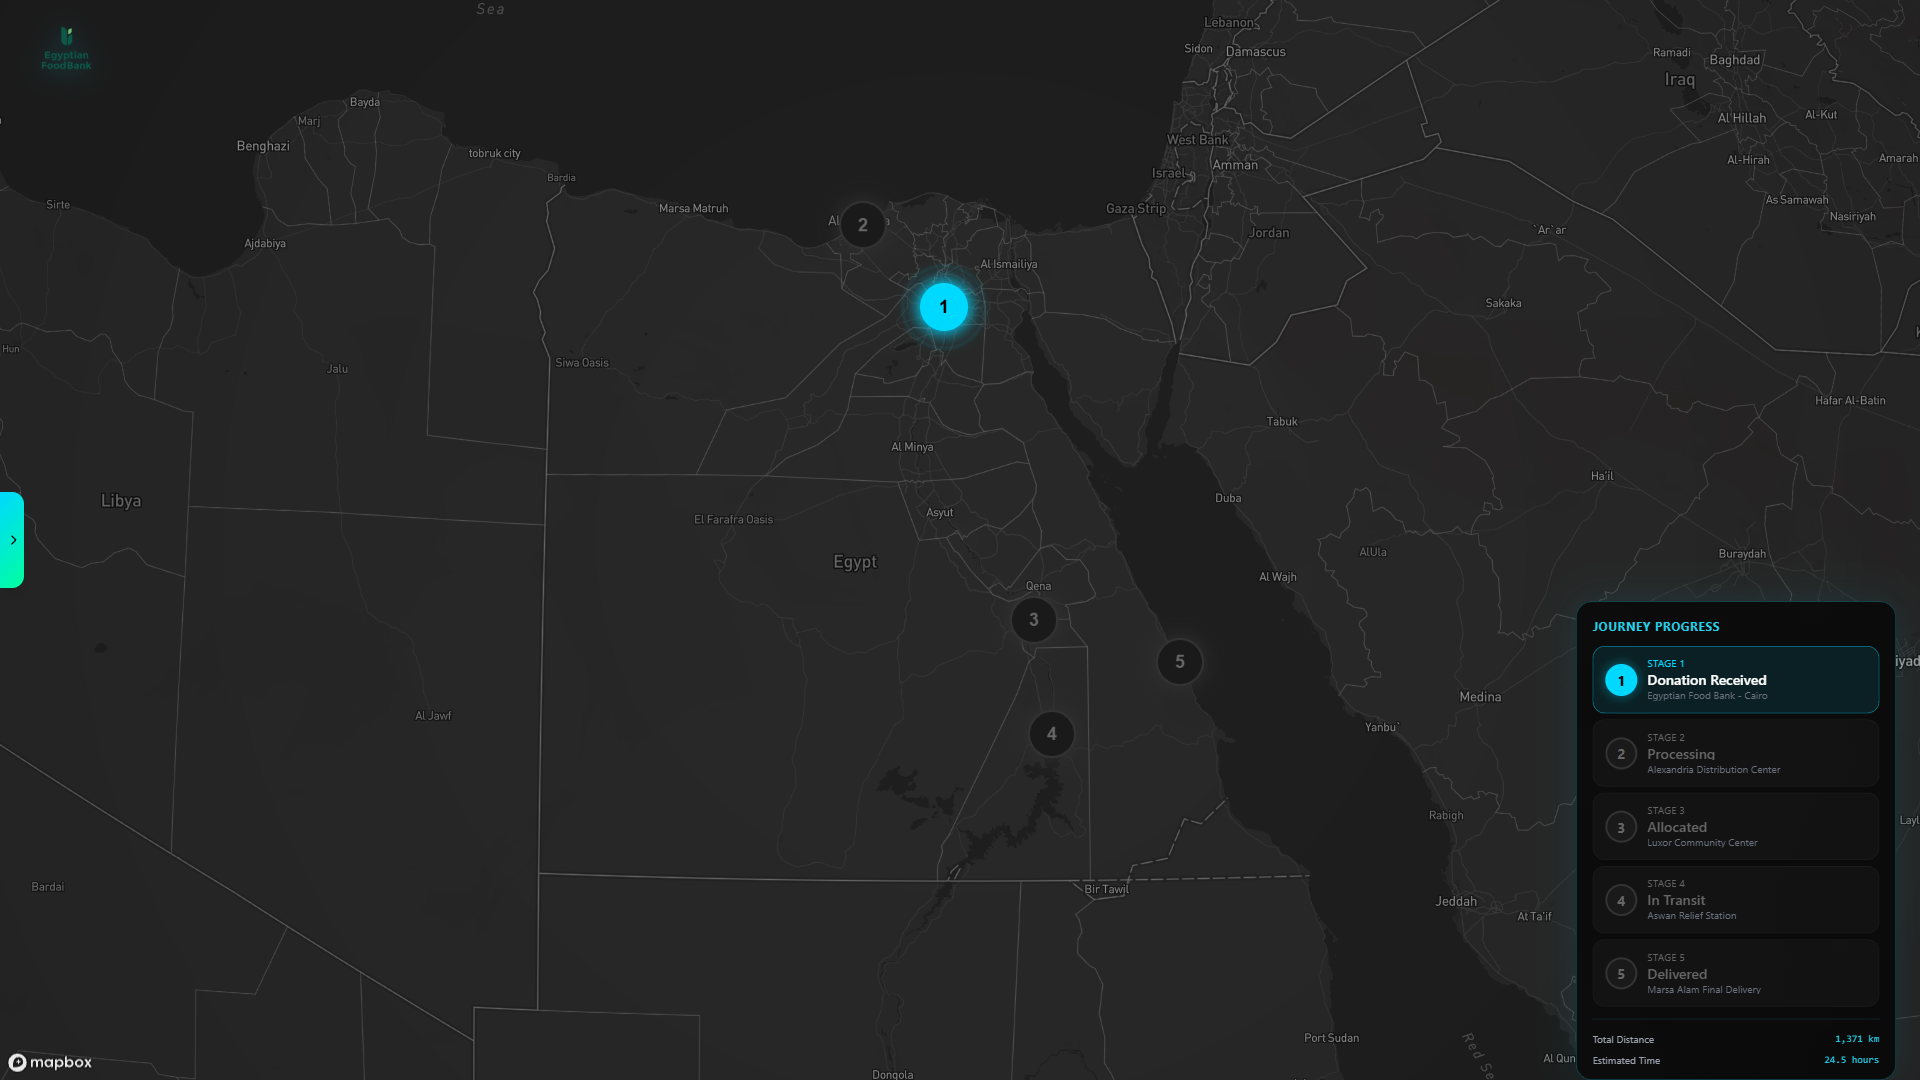 Sea
Egyptian
FoodBank
Lebanon
Sidon
Damascus
Ramadi
Baghdad
Iraq
Bayda
Marj
Benghazi
tobruk city
Bardia
Al Hillah
Al-Kut
West Bank
Amman
Israel
Al-Hirah
Amarah
Sirte
Marsa Matruh
Gaza Strip
As Samawah
Nasiriyah
2
Ajdabiya
Jordan
`Ar`ar
Al Ismailiya
1
Sakaka
Hun
Jalu
Siwa Oasis
Hafar Al-Batin
Tabuk
Al Minya
Ha'il
Libya
Duba
Asyut
El Farafra Oasis
Egypt
AlUla
Buraydah
Al Wajh
Qena
3
5
Medina
Al Jawf
Yanbu`
4
Rabigh
Bardai
Bir Tawil
Jeddah
At Ta'if
Port Sudan
Al Qun
Dongola
mapbox
JOURNEY PROGRESS
1
STAGE 1
Donation Received
Egyptian Food Bank - Cairo
2
STAGE 2
Processing
Alexandria Distribution Center
3
STAGE 3
Allocated
Luxor Community Center
4
STAGE 4
In Transit
Aswan Relief Station
5
STAGE 5
Delivered
Marsa Alam Final Delivery
Total Distance 1,371 km
Estimated Time 24.5 hours